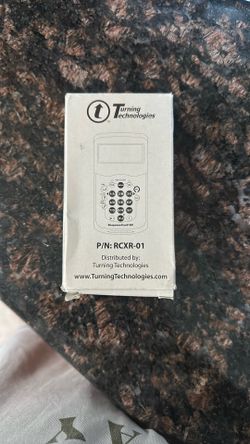 t Turning
Technologies
P/N: RCXR-01
Distributed by:
Turning Technologies
www.TurningTechnologies.com